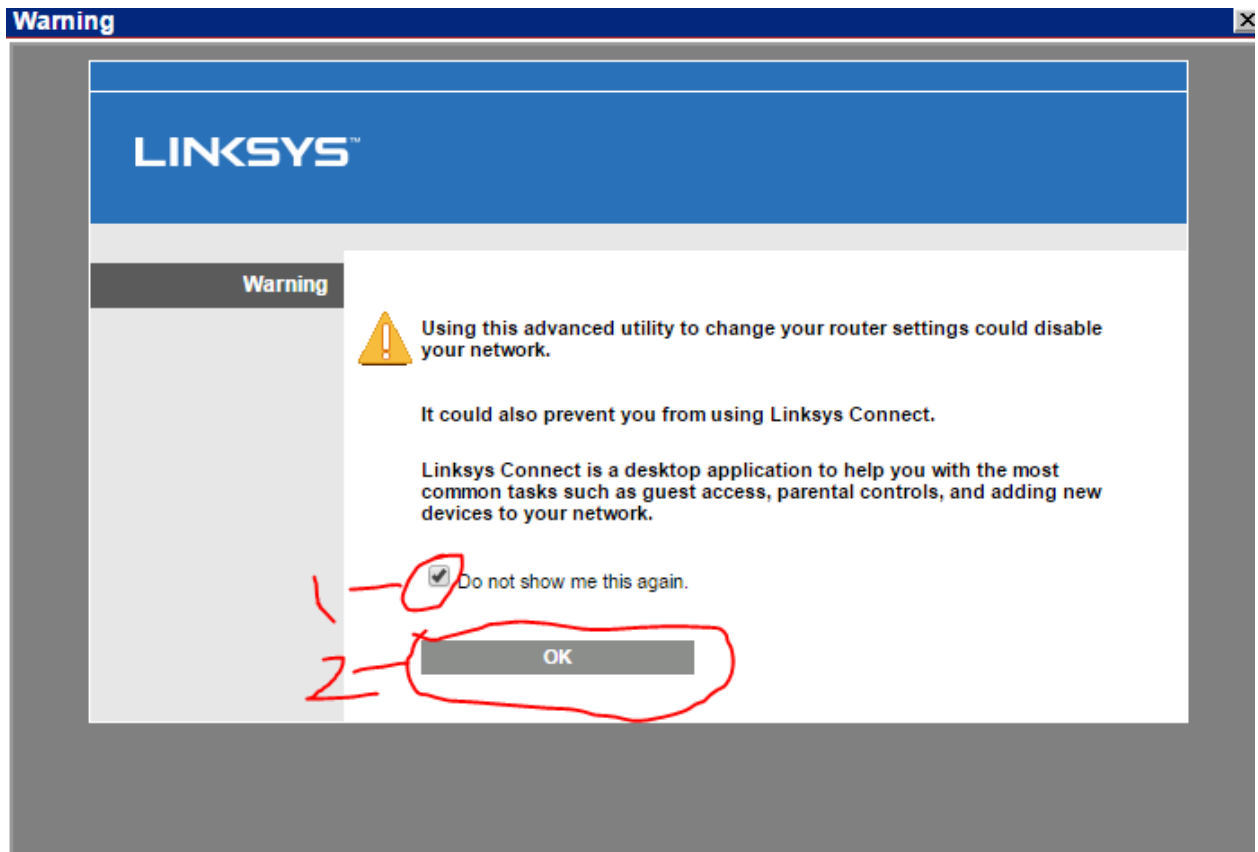 Warning
LINKSYS™
Warning
Using this advanced utility to change your router settings could disable
your network.
It could also prevent you from using Linksys Connect.
Linksys Connect is a desktop application to help you with the most
common tasks such as guest access, parental controls, and adding new
devices to your network.
1
Do not show me this again.
2
OK